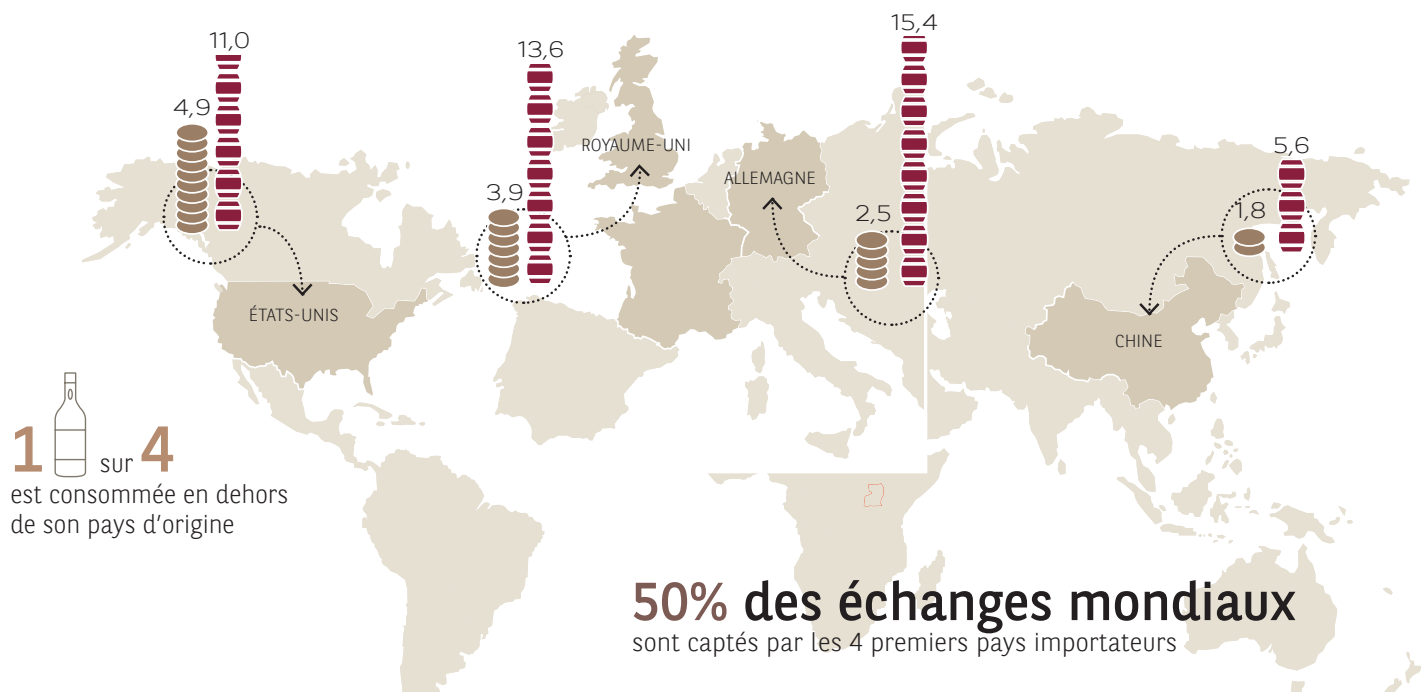 15,4
11,0
13,6
4,9
ROYAUME-UNI
5,6
ALLEMAGNE
3,9
2,5
1,8
ÉTATS-UNIS
CHINE
1 sur 4
est consommée en dehors
de son pays d'origine
50% des échanges mondiaux
sont captés par les 4 premiers pays importateurs